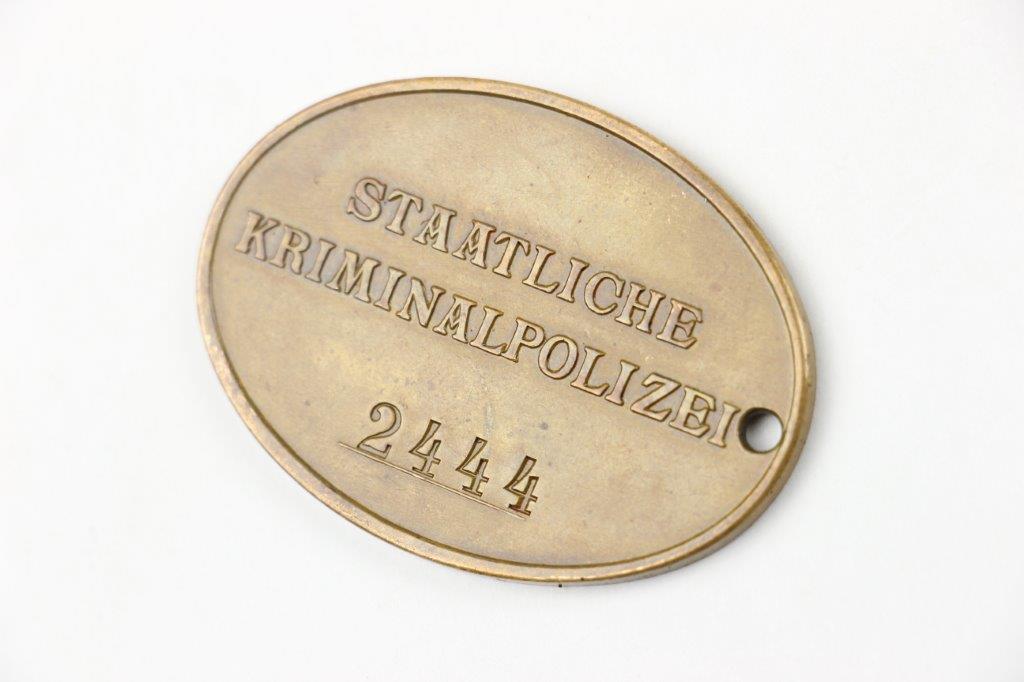 STAATLICHE
KRIMINALPOLIZEI
2444